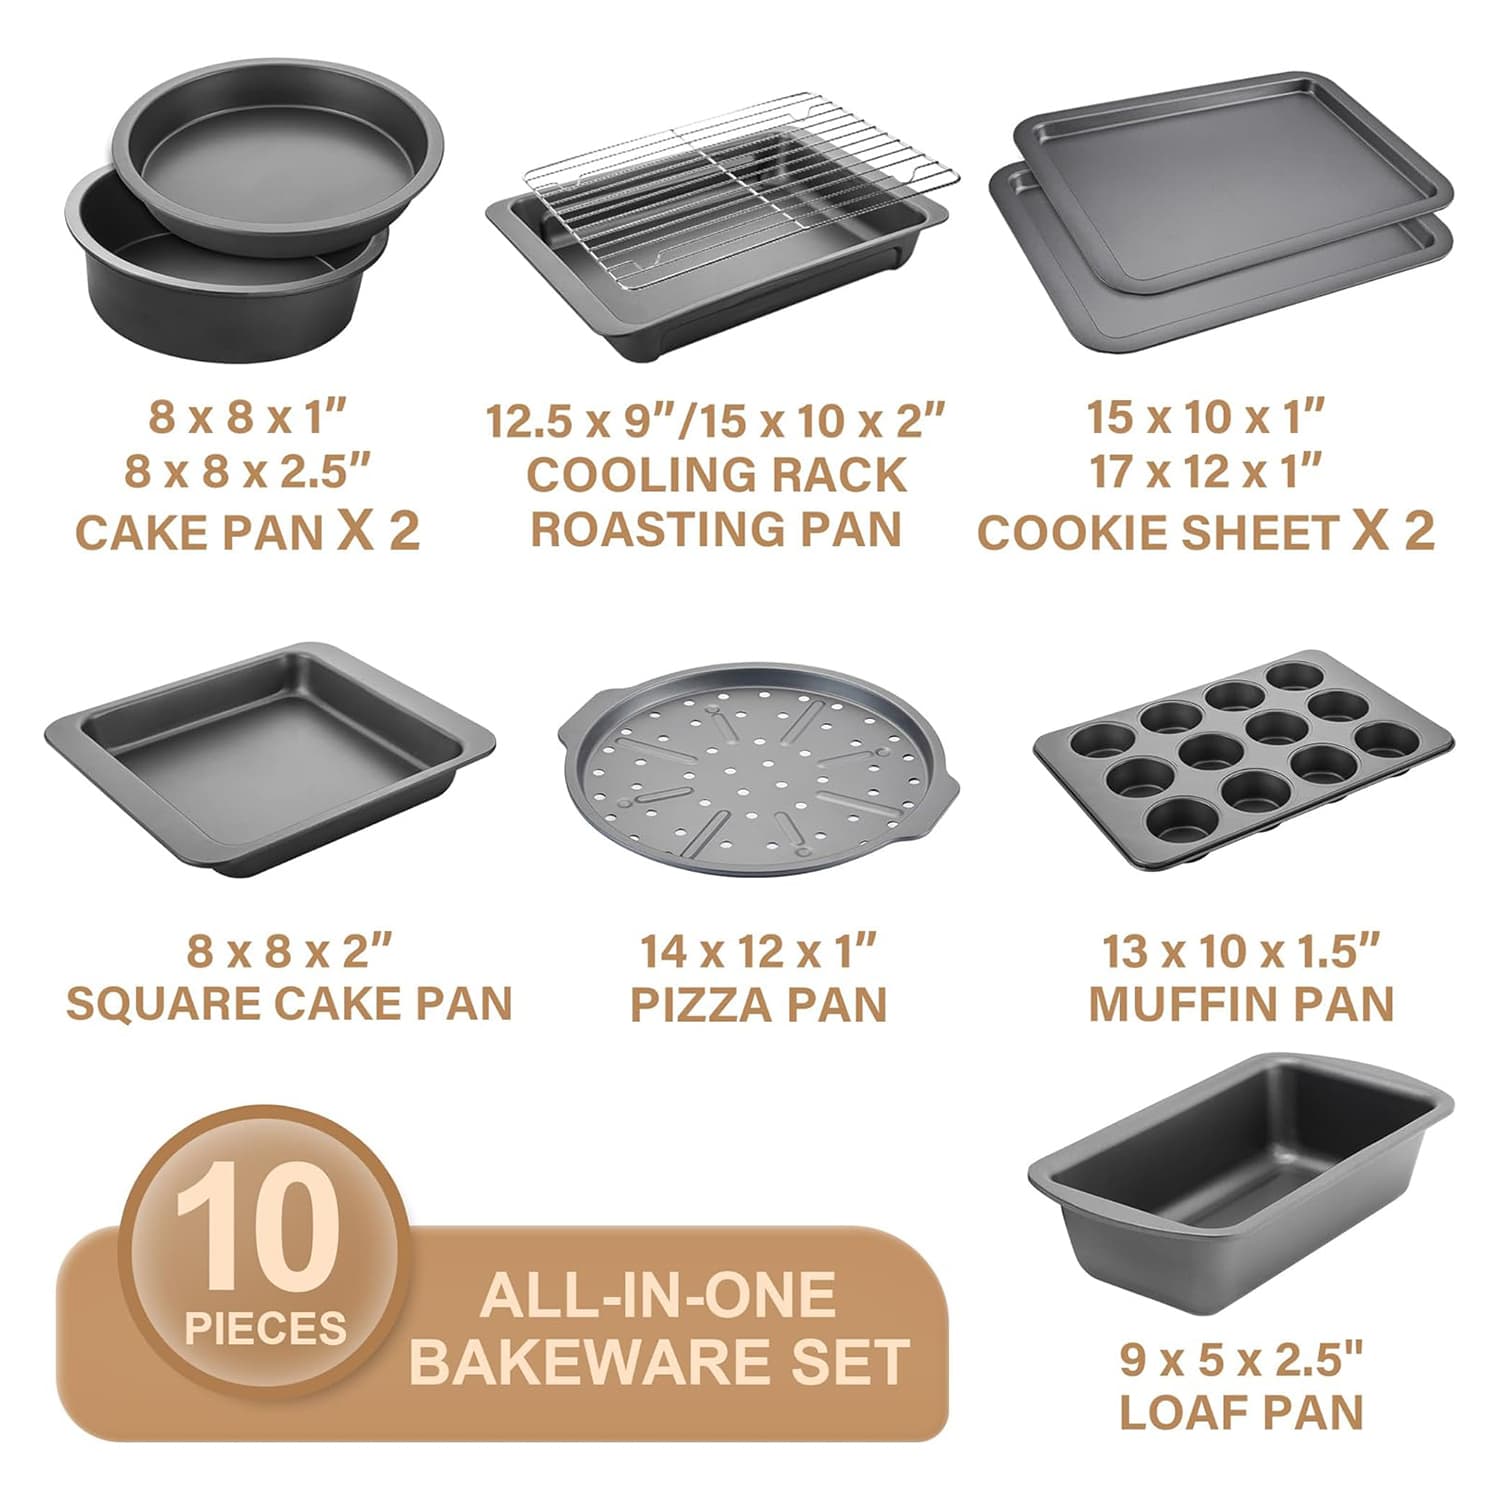 8 x 8 x 1″
8 x 8 x 2.5″
CAKE PAN X 2
12.5 x 9″/15 x 10 x 2″
COOLING RACK
ROASTING PAN
15 x 10 x 1″
17 x 12 x 1″
COOKIE SHEET X 2
8 x 8 x 2″
SQUARE CAKE PAN
14 x 12 x 1″
PIZZA PAN
13 x 10 x 1.5″
MUFFIN PAN
10
PIECES
ALL-IN-ONE
BAKEWARE SET
9 x 5 x 2.5"
LOAF PAN